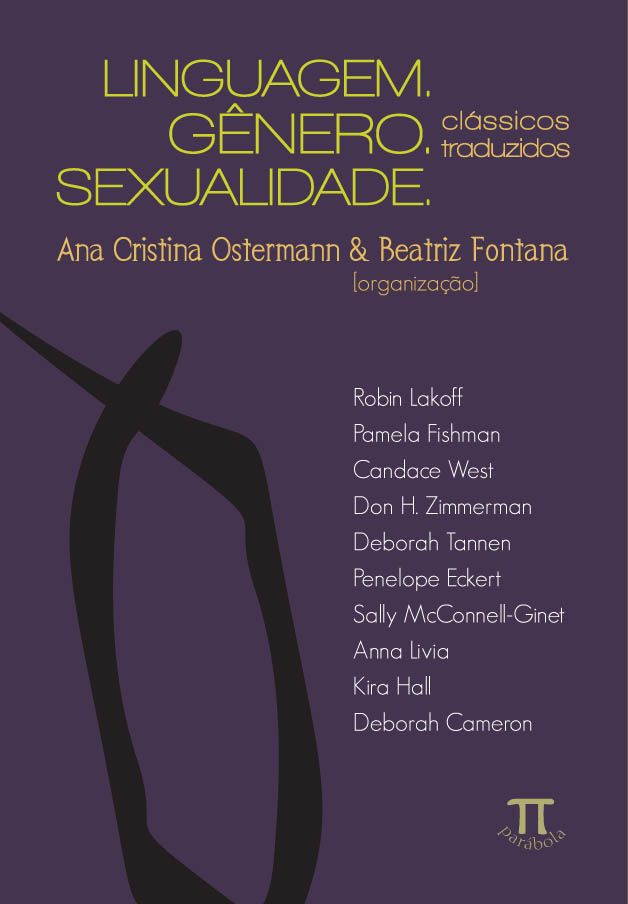 LINGUAGEM.
GÊNERO. clássicos
SEXUALIDADE. traduzidos
Ana Cristina Ostermann & Beatriz Fontana
[organização]
Robin Lakoff
Pamela Fishman
Candace West
Don H. Zimmerman
Deborah Tannen
Penelope Eckert
Sally McConnell-Ginet
Anna Livia
Kira Hall
Deborah Cameron
parábola